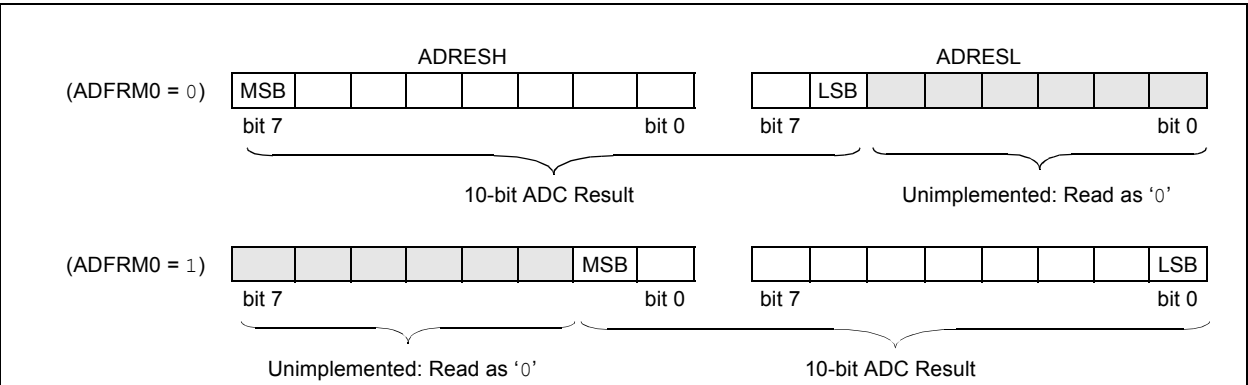 ADRESH ADRESL
(ADFRM0 = 0) MSB LSB
bit 7 bit 0 bit 7 bit 0
10-bit ADC Result Unimplemented: Read as ‘0’
(ADFRM0 = 1) MSB LSB
bit 7 bit 0 bit 7 bit 0
Unimplemented: Read as ‘0’ 10-bit ADC Result